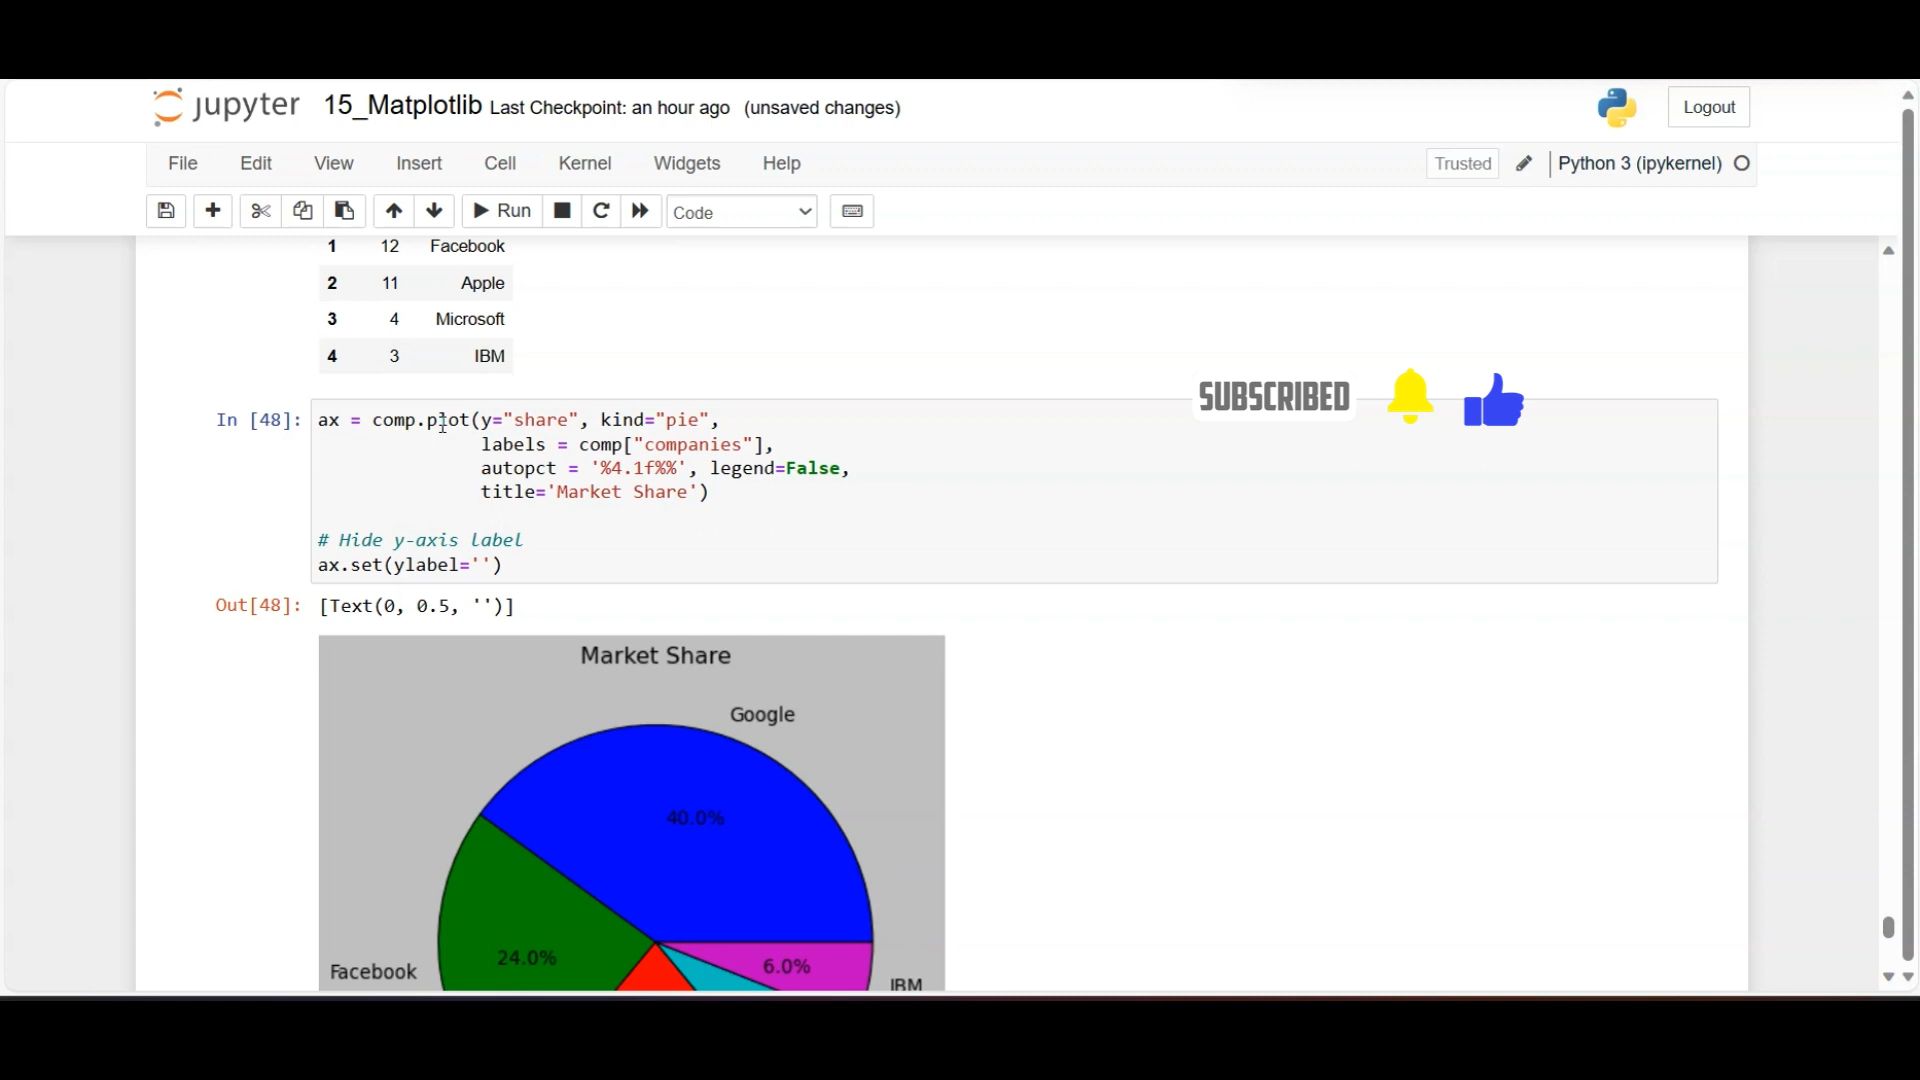 jupyter 15_Matplotlib Last Checkpoint: an hour ago (unsaved changes) Logout
File Edit View Insert Cell Kernel Widgets Help Trusted Python 3 (ipykernel)
Run Code
1 12 Facebook
2 11 Apple
3 4 Microsoft
4 3 IBM
SUBSCRIBED
In [48]: ax = comp.plot(y="share", kind="pie",
labels = comp["companies"],
autopct = '%4.1f%%', legend=False,
title='Market Share')
# Hide y-axis label
ax.set(ylabel='')
Out[48]: [Text(0, 0.5, '')]
Market Share
Google
40.0%
24.0%
6.0%
Facebook
IBM